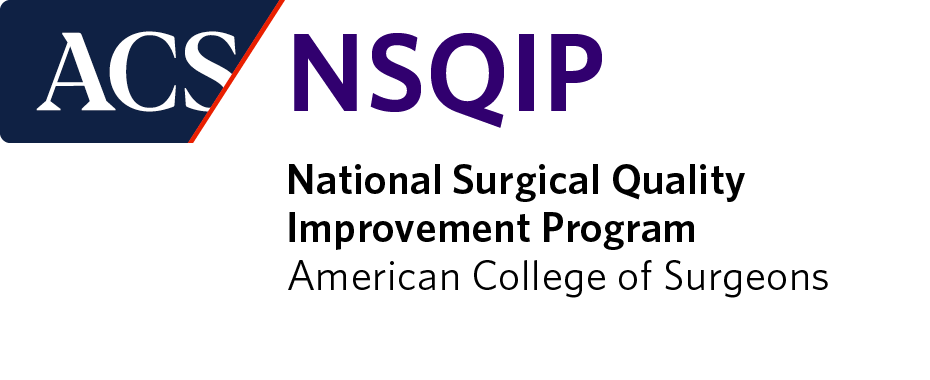 ACS NSQIP
National Surgical Quality
Improvement Program
American College of Surgeons